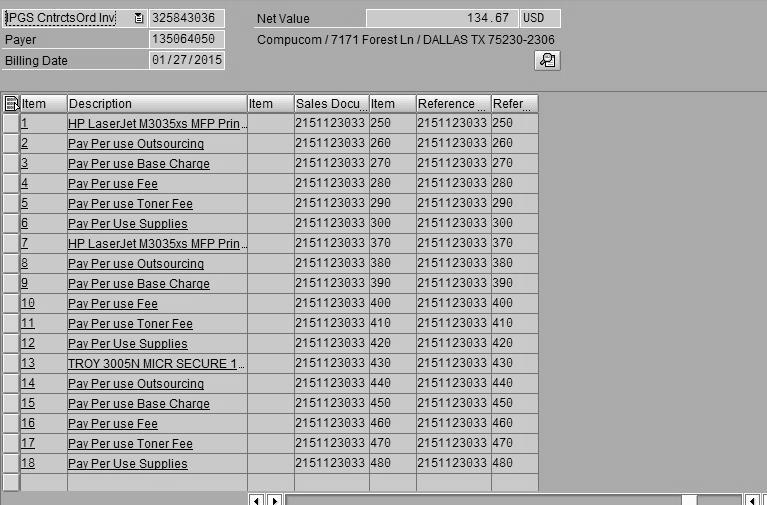 IPGS CntrctsOrd Inv 325843036 Net Value 134.67 USD
Payer 135064050 Compucom / 7171 Forest Ln / DALLAS TX 75230-2306
Billing Date 01/27/2015
Item Description Item Sales Docu... Item Reference Refer...
1 HP LaserJet M3035xs MFP Prin... 2151123033 250 2151123033 250
2 Pay Per use Outsourcing 2151123033 260 2151123033 260
3 Pay Per use Base Charge 2151123033 270 2151123033 270
4 Pay Per use Fee 2151123033 280 2151123033 280
5 Pay Per use Toner Fee 2151123033 290 2151123033 290
6 Pay Per Use Supplies 2151123033 300 2151123033 300
7 HP LaserJet M3035xs MFP Prin... 2151123033 370 2151123033 370
8 Pay Per use Outsourcing 2151123033 380 2151123033 380
9 Pay Per use Base Charge 2151123033 390 2151123033 390
10 Pay Per use Fee 2151123033 400 2151123033 400
11 Pay Per use Toner Fee 2151123033 410 2151123033 410
12 Pay Per Use Supplies 2151123033 420 2151123033 420
13 TROY 3005N MICR SECURE 1... 2151123033 430 2151123033 430
14 Pay Per use Outsourcing 2151123033 440 2151123033 440
15 Pay Per use Base Charge 2151123033 450 2151123033 450
16 Pay Per use Fee 2151123033 460 2151123033 460
17 Pay Per use Toner Fee 2151123033 470 2151123033 470
18 Pay Per Use Supplies 2151123033 480 2151123033 480